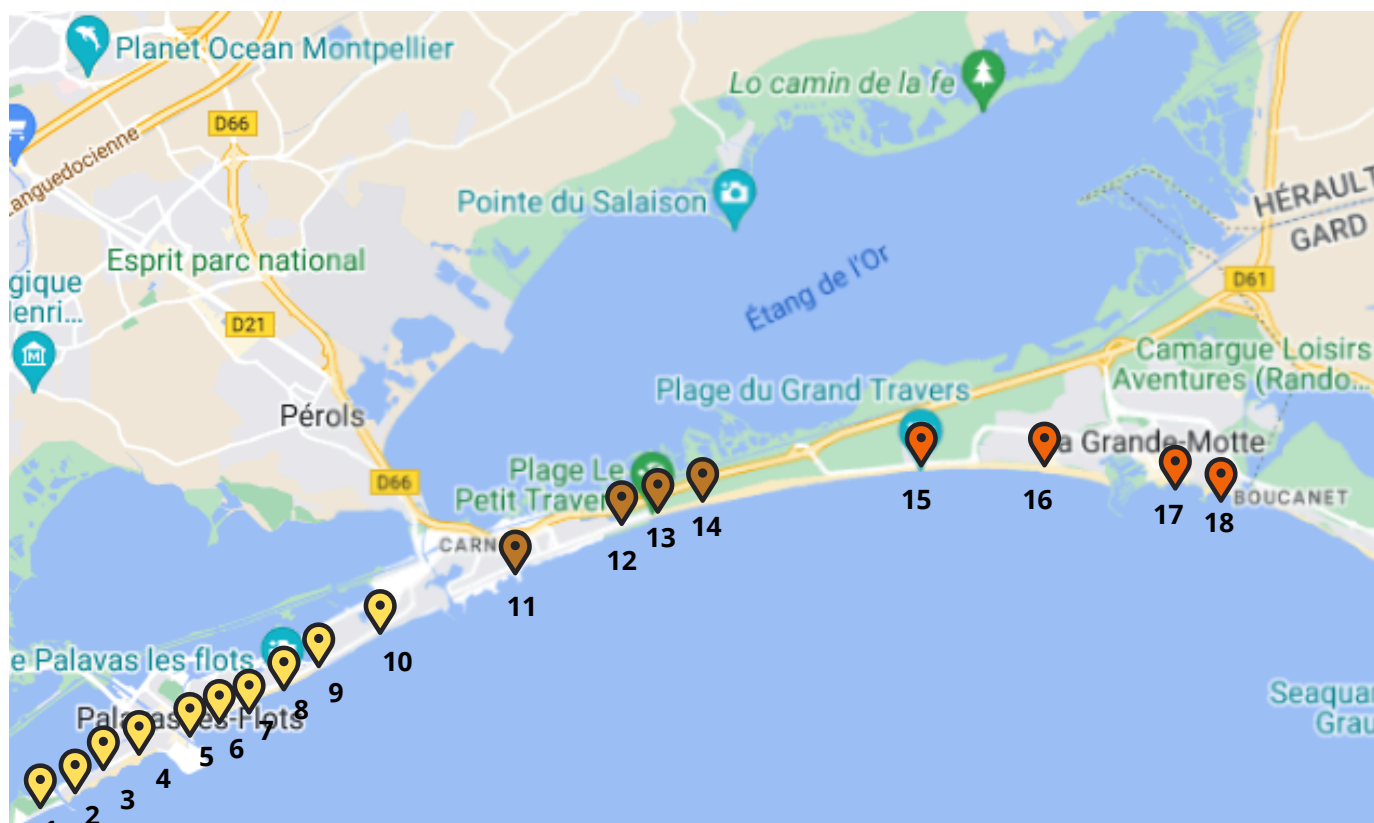 Planet Ocean Montpellier
Lo camin de la fe
D66
Languedocienne
Pointe du Salaison
HÉRAULT
GARD
Esprit parc national
Étang de l'Or
D61
gique
lenri...
D21
Camargue Loisirs
Aventures (Rando...
Plage du Grand Travers
Pérols
La Grande-Motte
Plage Le
Petit Travers
D66
15
16
17
18
BOUCANET
14
13
12
CARN
11
10
e Palavas les flots
9
8
7
6
5
Palavas-les-Flots
4
3
2
1
Seaquar
Grau